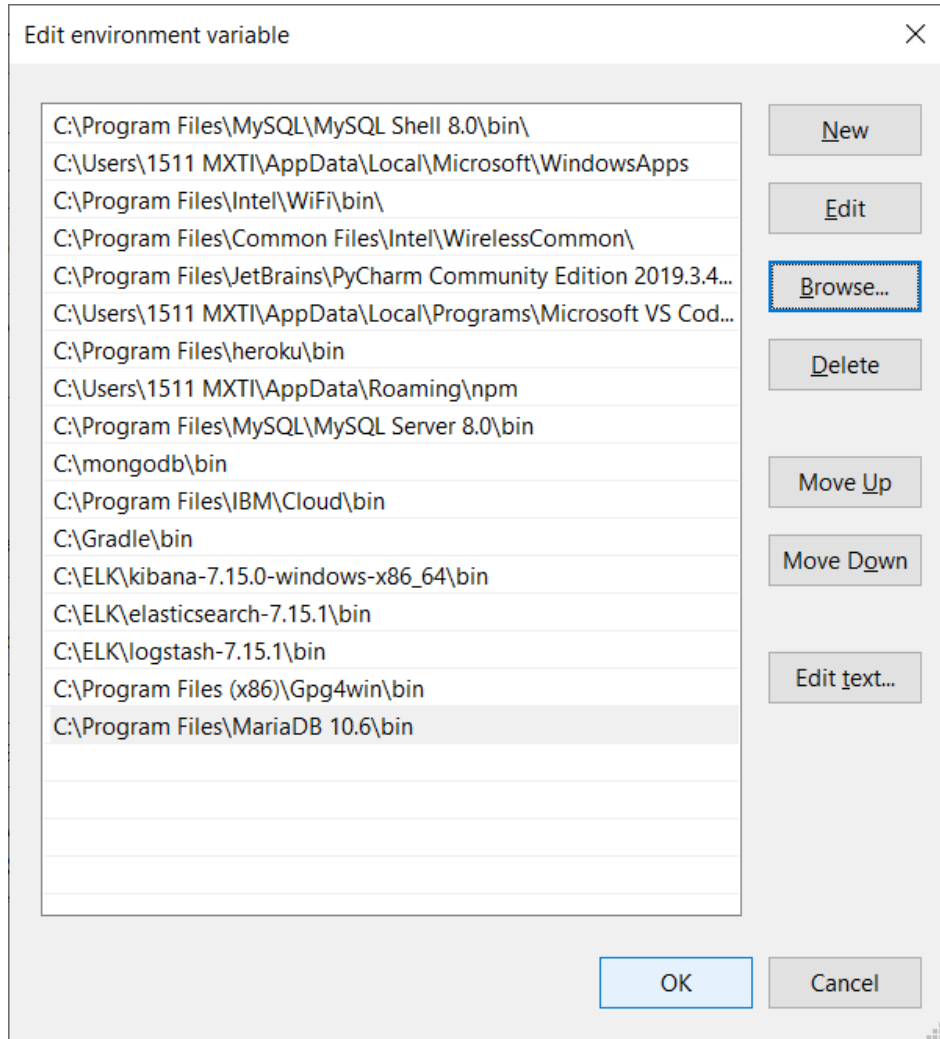 Edit environment variable
C:\Program Files\MySQL\MySQL Shell 8.0\bin\
C:\Users\1511 MXTI\AppData\Local\Microsoft\WindowsApps
C:\Program Files\Intel\WiFi\bin\
C:\Program Files\Common Files\Intel\WirelessCommon\
C:\Program Files\JetBrains\PyCharm Community Edition 2019.3.4...
C:\Users\1511 MXTI\AppData\Local\Programs\Microsoft VS Cod...
C:\Program Files\heroku\bin
C:\Users\1511 MXTI\AppData\Roaming\npm
C:\Program Files\MySQL\MySQL Server 8.0\bin
C:\mongodb\bin
C:\Program Files\IBM\Cloud\bin
C:\Gradle\bin
C:\ELK\kibana-7.15.0-windows-x86_64\bin
C:\ELK\elasticsearch-7.15.1\bin
C:\ELK\logstash-7.15.1\bin
C:\Program Files (x86)\Gpg4win\bin
C:\Program Files\MariaDB 10.6\bin
New
Edit
Browse...
Delete
Move Up
Move Down
Edit text...
OK
Cancel